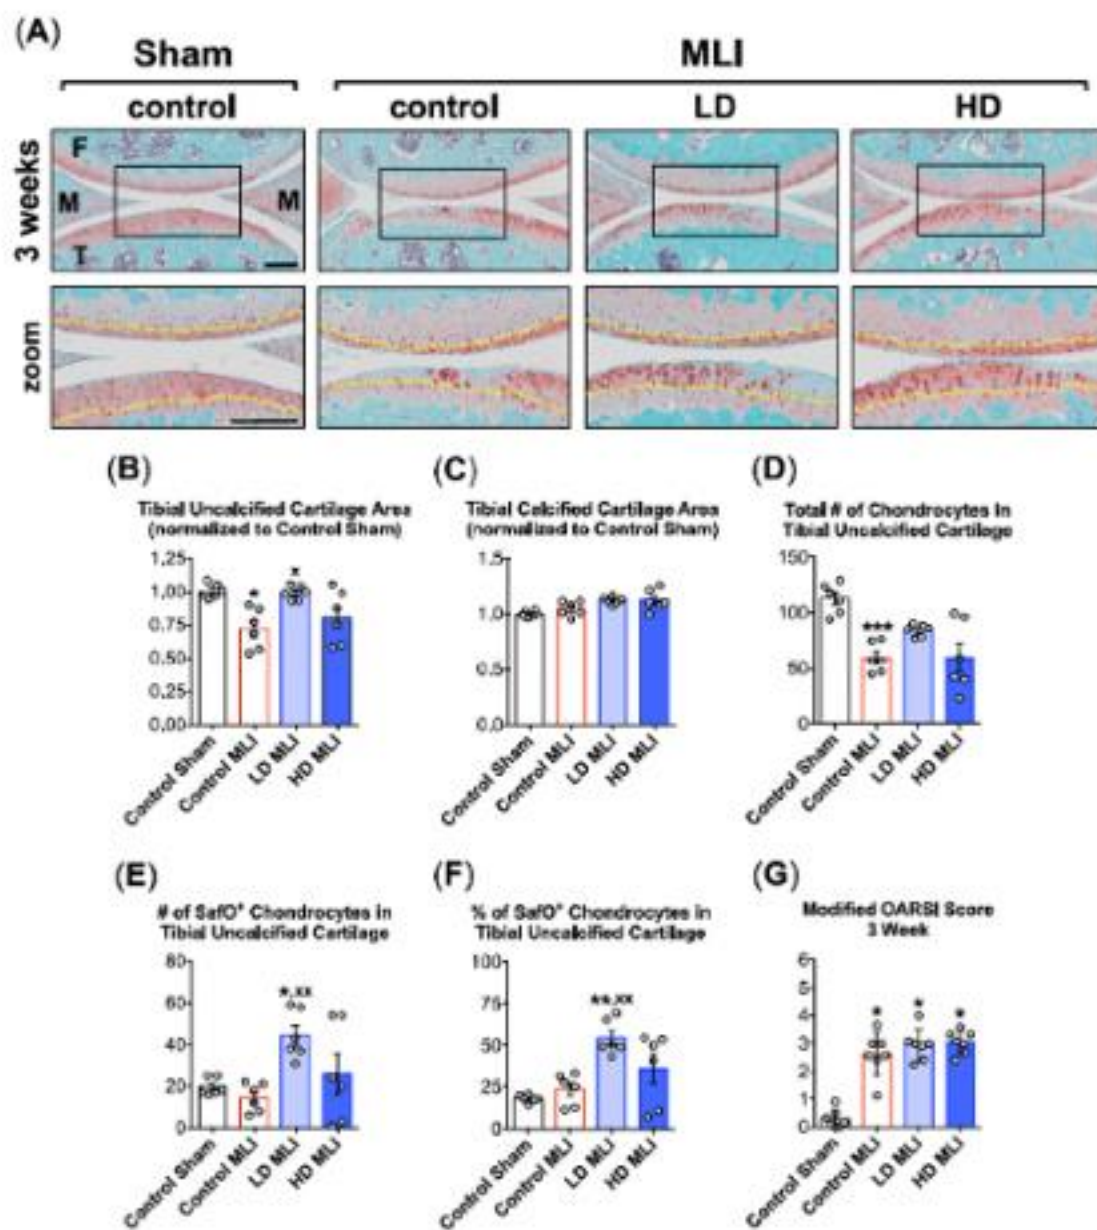 (A)
Sham
MLI
control
control
LD
HD
3 weeks
F
M
M
T
zoom
(B)
Tibial Uncalcified Cartilage Area
(normalized to Control Sham)
1.25
1.00
0.75
0.50
0.25
0.00
*
x
Control Sham
Control MLI
LD MLI
HD MLI
(C)
Tibial Calcified Cartilage Area
(normalized to Control Sham)
1.5
1.0
0.5
0.0
Control Sham
Control MLI
LD MLI
HD MLI
(D)
Total # of Chondrocytes in
Tibial Uncalcified Cartilage
150
100
50
0
***
Control Sham
Control MLI
LD MLI
HD MLI
(E)
# of SafO+ Chondrocytes in
Tibial Uncalcified Cartilage
80
60
40
20
0
*,xx
Control Sham
Control MLI
LD MLI
HD MLI
(F)
% of SafO+ Chondrocytes in
Tibial Uncalcified Cartilage
100
75
50
25
0
**,xx
Control Sham
Control MLI
LD MLI
HD MLI
(G)
Modified OARSI Score
3 Week
6
5
4
3
2
1
0
*
*
*
Control Sham
Control MLI
LD MLI
HD MLI